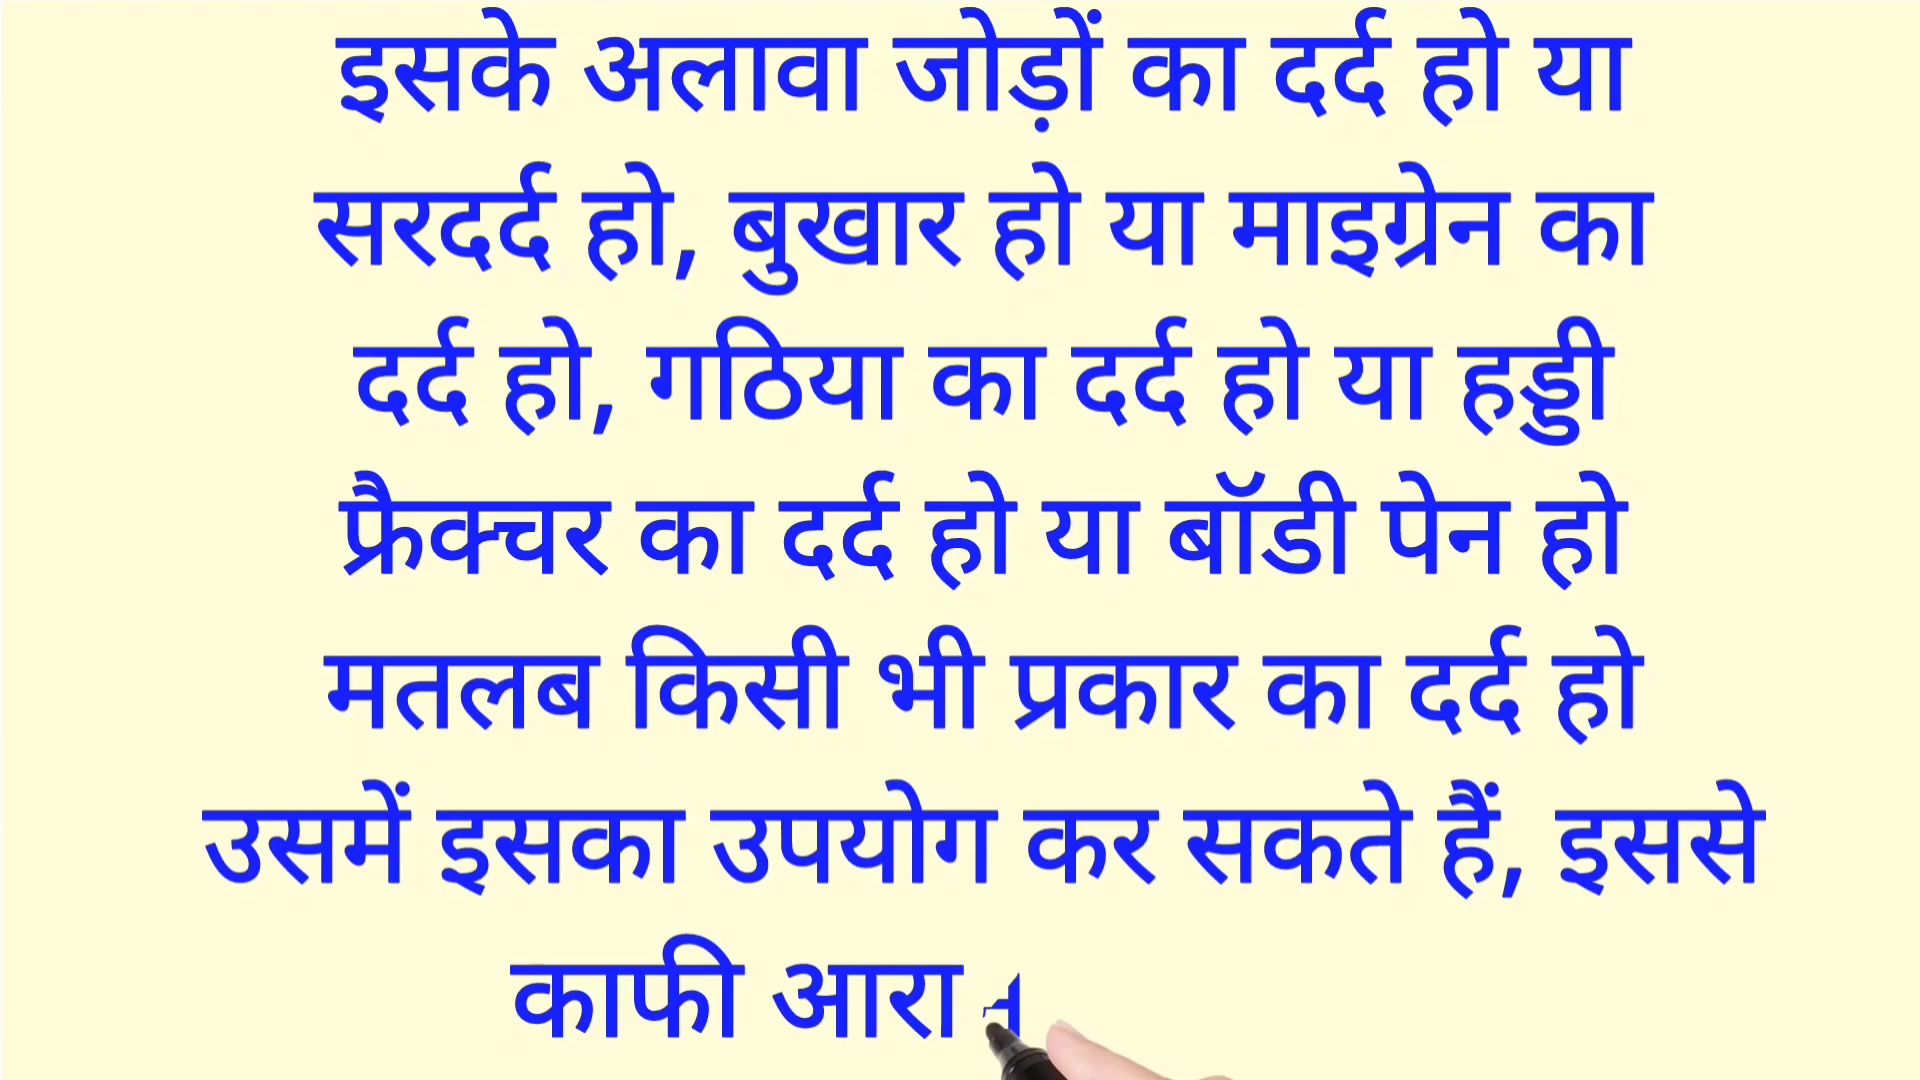 इसके अलावा जोड़ों का दर्द हो या
सरदर्द हो, बुखार हो या माइग्रेन का
दर्द हो, गठिया का दर्द हो या हड्डी
फ्रैक्चर का दर्द हो या बॉडी पेन हो
मतलब किसी भी प्रकार का दर्द हो
उसमें इसका उपयोग कर सकते हैं, इससे
काफी आरा